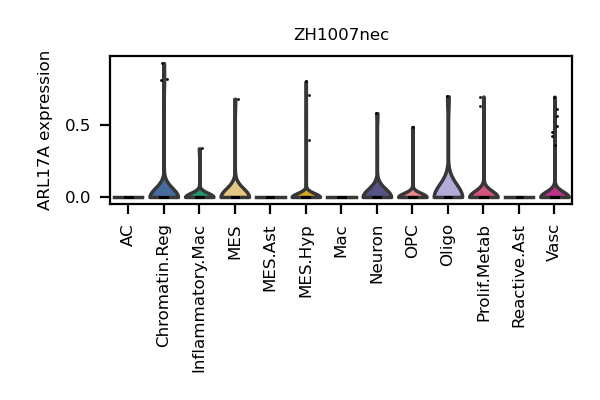 ZH1007nec
ARL17A expression
0.5
0.0
AC
Chromatin.Reg
Inflammatory.Mac
MES
MES.Ast
MES.Hyp
Mac
Neuron
OPC
Oligo
Prolif.Metab
Reactive.Ast
Vasc